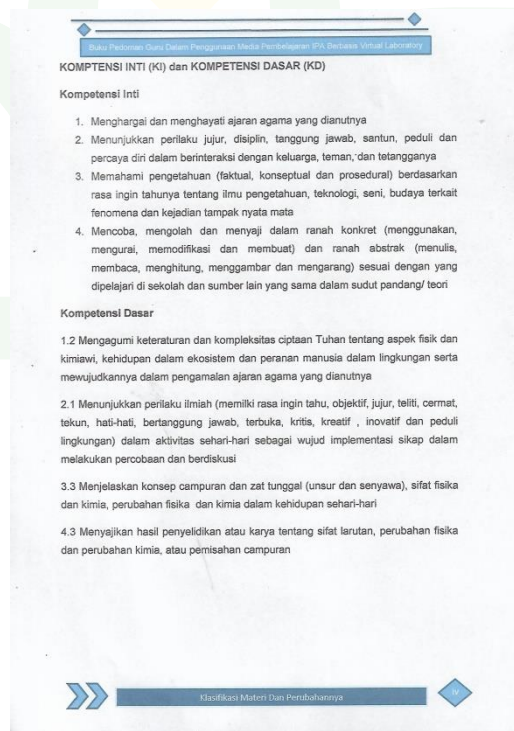 Buku Pedoman Guru Dalam Penggunaan Media Pembelajaran IPA Berbasis Virtual Laboratory
KOMPTENSI INTI (KI) dan KOMPETENSI DASAR (KD)
Kompetensi Inti
1. Menghargai dan menghayati ajaran agama yang dianutnya
2. Menunjukkan perilaku jujur, disiplin, tanggung jawab, santun, peduli dan
percaya diri dalam berinteraksi dengan keluarga, teman, dan tetangganya
3. Memahami pengetahuan (faktual, konseptual dan prosedural) berdasarkan
rasa ingin tahunya tentang ilmu pengetahuan, teknologi, seni, budaya terkait
fenomena dan kejadian tampak nyata mata
4. Mencoba, mengolah dan menyaji dalam ranah konkret (menggunakan,
mengurai, memodifikasi dan membuat) dan ranah abstrak (menulis,
membaca, menghitung, menggambar dan mengarang) sesuai dengan yang
dipelajari di sekolah dan sumber lain yang sama dalam sudut pandang/ teori
Kompetensi Dasar
1.2 Mengagumi keteraturan dan kompleksitas ciptaan Tuhan tentang aspek fisik dan
kimiawi, kehidupan dalam ekosistem dan peranan manusia dalam lingkungan serta
mewujudkannya dalam pengamalan ajaran agama yang dianutnya
2.1 Menunjukkan perilaku ilmiah (memilki rasa ingin tahu, objektif, jujur, teliti, cermat,
tekun, hati-hati, bertanggung jawab, terbuka, kritis, kreatif , inovatif dan peduli
lingkungan) dalam aktivitas sehari-hari sebagai wujud implementasi sikap dalam
melakukan percobaan dan berdiskusi
3.3 Menjelaskan konsep campuran dan zat tunggal (unsur dan senyawa), sifat fisika
dan kimia, perubahan fisika dan kimia dalam kehidupan sehari-hari
4.3 Menyajikan hasil penyelidikan atau karya tentang sifat larutan, perubahan fisika
dan perubahan kimia, atau pemisahan campuran
Klasifikasi Materi Dan Perubahannya
IV